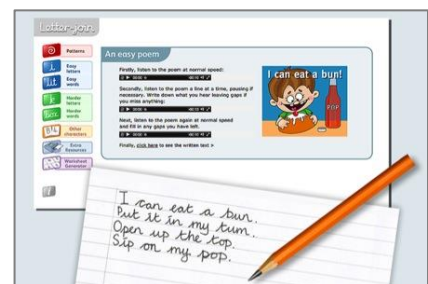 Letter-join
An easy poem
Patterns
Easy
letters
Easy
words
Harder
letters
Harder
words
Other
characters
Extra
Resources
Worksheet
Generator
Firstly, listen to the poem at normal speed:
Secondly, listen to the poem a line at a time, pausing if
necessary. Write down what you hear leaving gaps if
you miss anything:
Next, listen to the poem again at normal speed
and fill in any gaps you have left.
Finally, click here to see the written text >
I can eat a bun!
POP
I can eat a bun.
Put it in my tum.
Open up the top.
Sip on my pop.